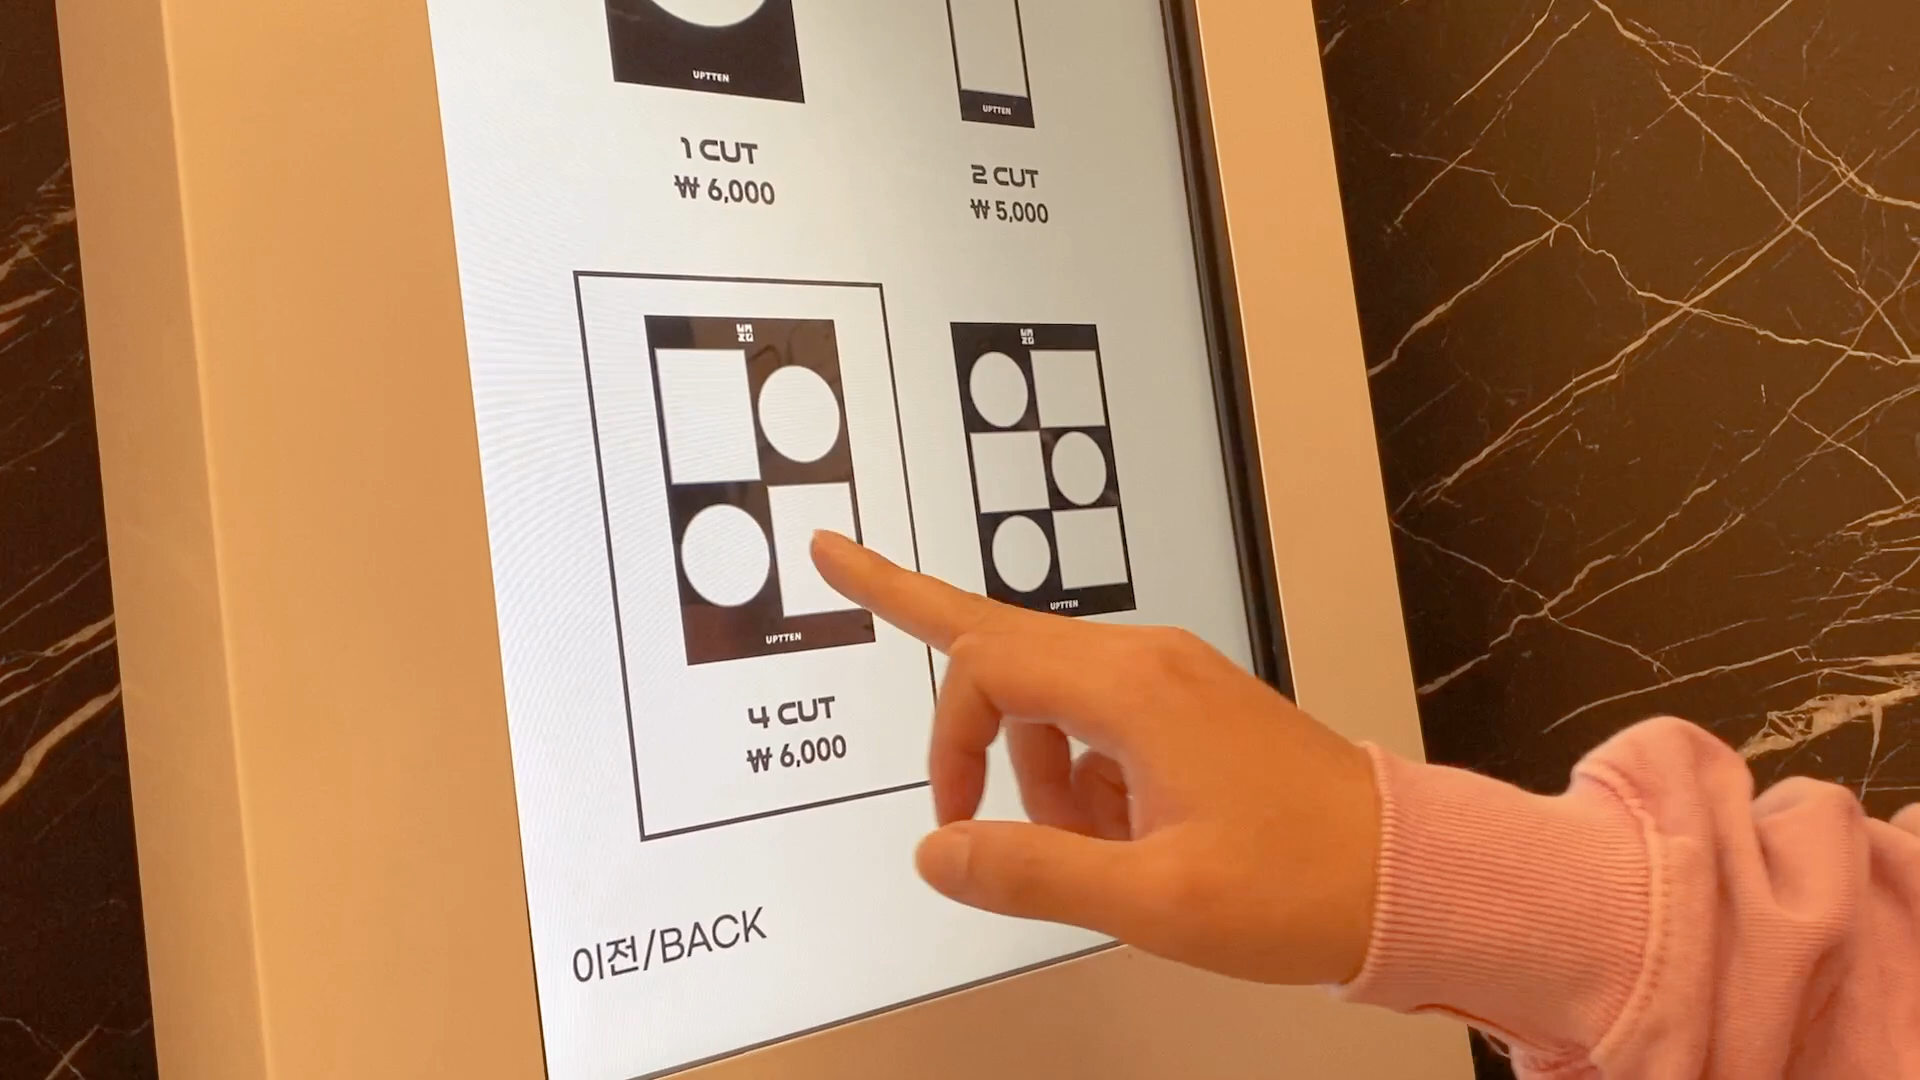 UPTTEN
1 CUT
₩ 6,000
UPTTEN
2 CUT
₩ 5,000
UPTTEN
4 CUT
₩ 6,000
UPTTEN
이전/BACK